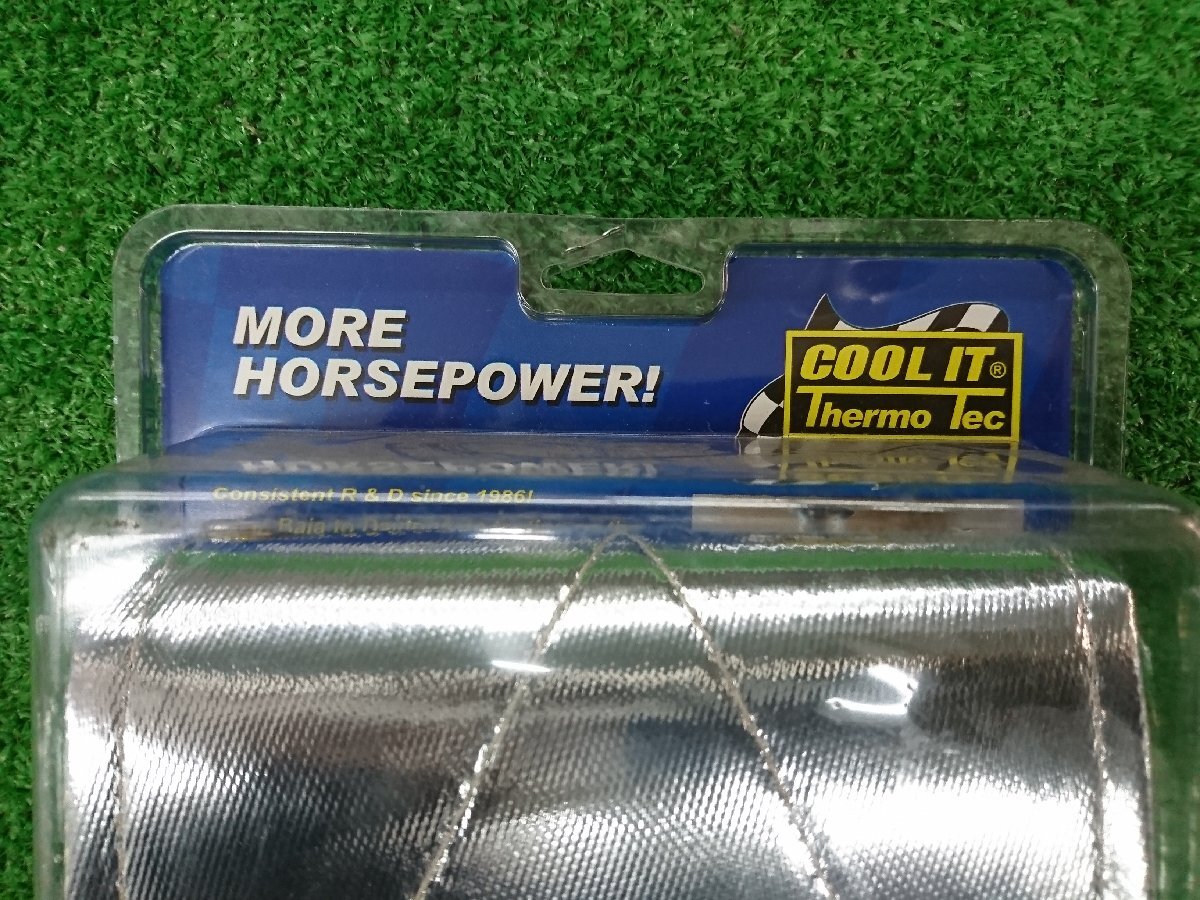 MORE
HORSEPOWER!
COOL IT®
Thermo Tec
Consistent R & D since 1986!